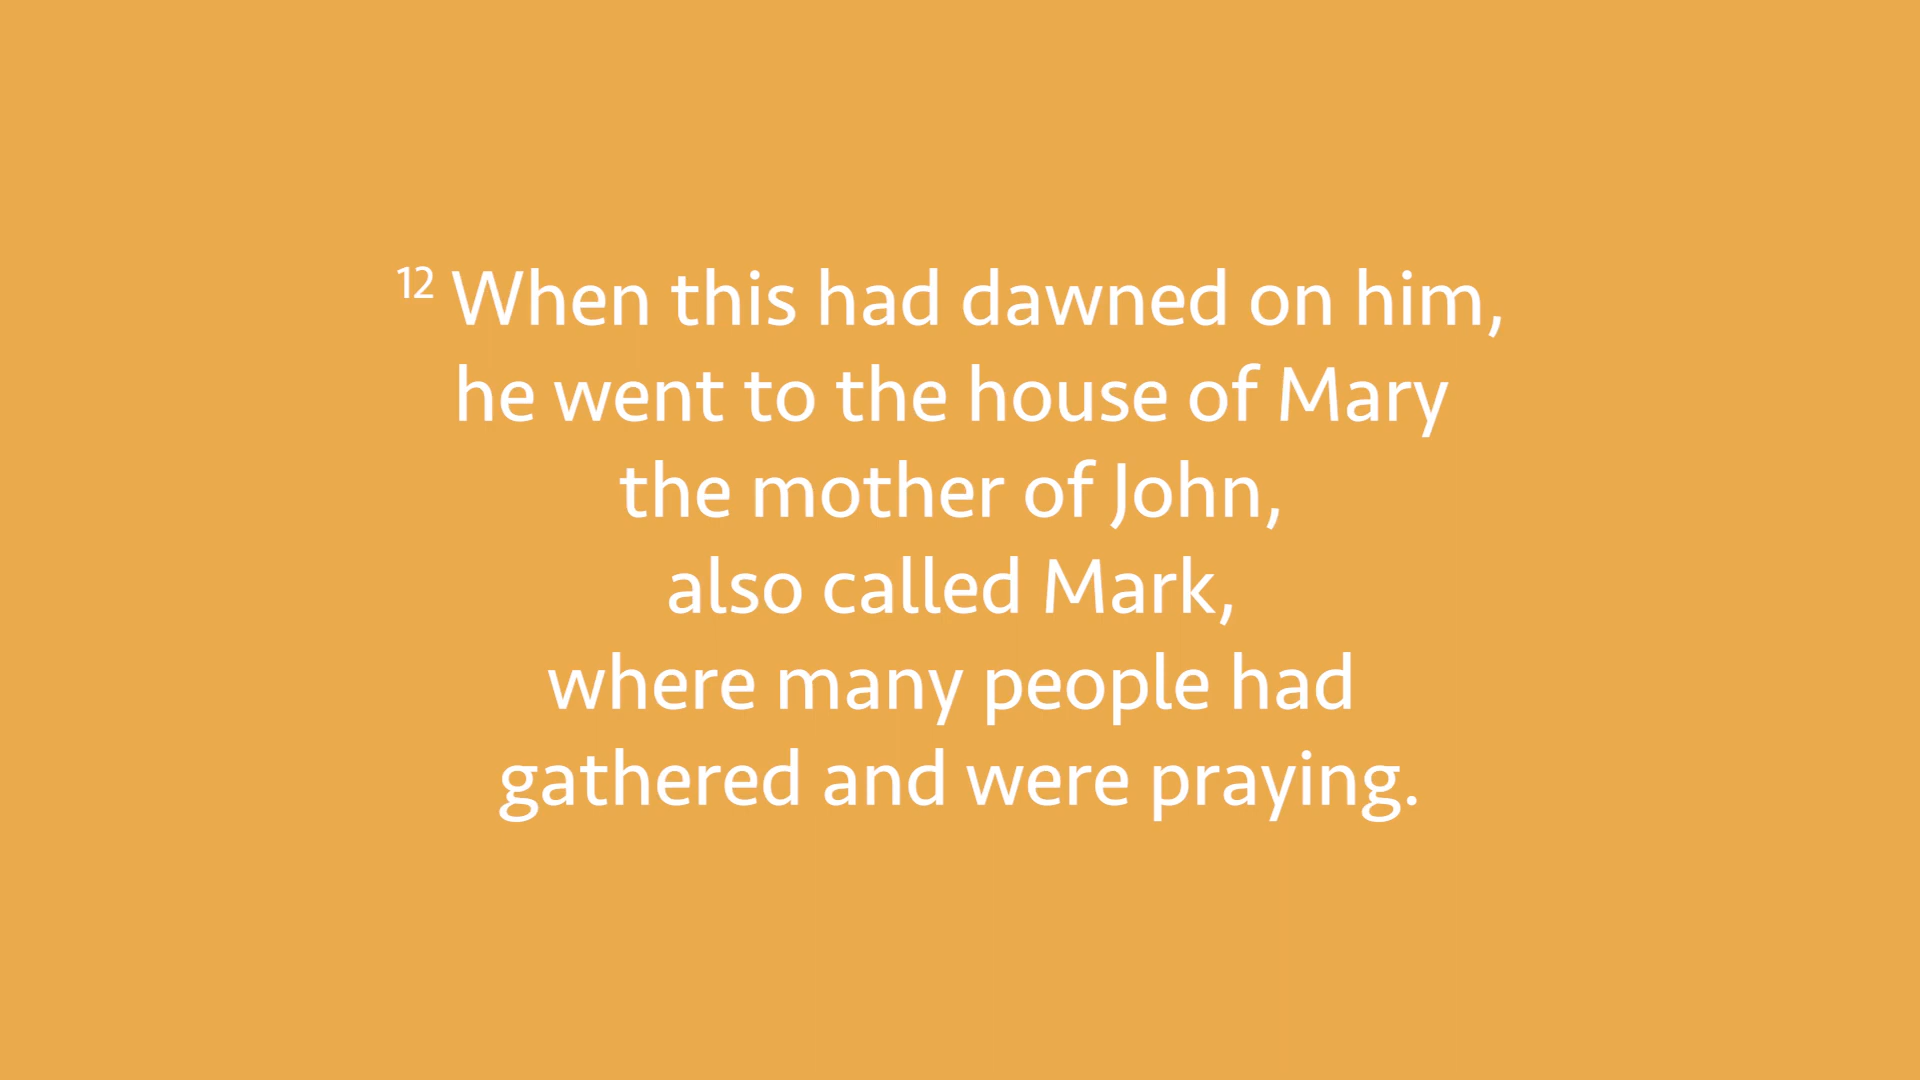 12 When this had dawned on him,
he went to the house of Mary
the mother of John,
also called Mark,
where many people had
gathered and were praying.